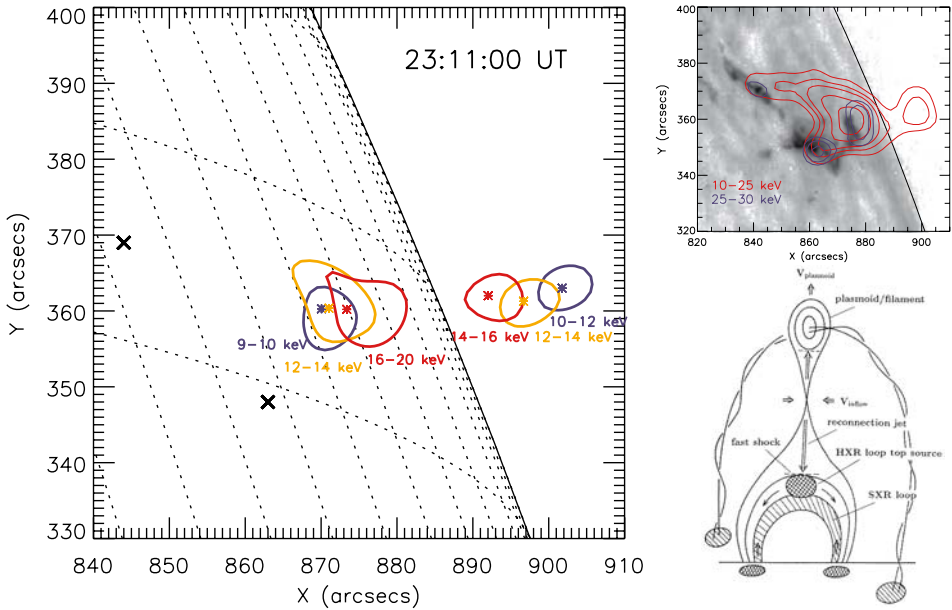 23:11:00 UT
400
390
380
370
360
350
340
330
Y (arcsecs)
9–10 keV
12–14 keV
16–20 keV
14–16 keV
12–14 keV
10–12 keV
840 850 860 870 880 890 900 910
X (arcsecs)
400
380
360
340
320
Y (arcsecs)
10–25 keV
25–30 keV
820 840 860 880 900
X (arcsecs)
Vplasmoid
plasmoid/filament
Vinflow
reconnection jet
fast shock
HXR loop top source
SXR loop